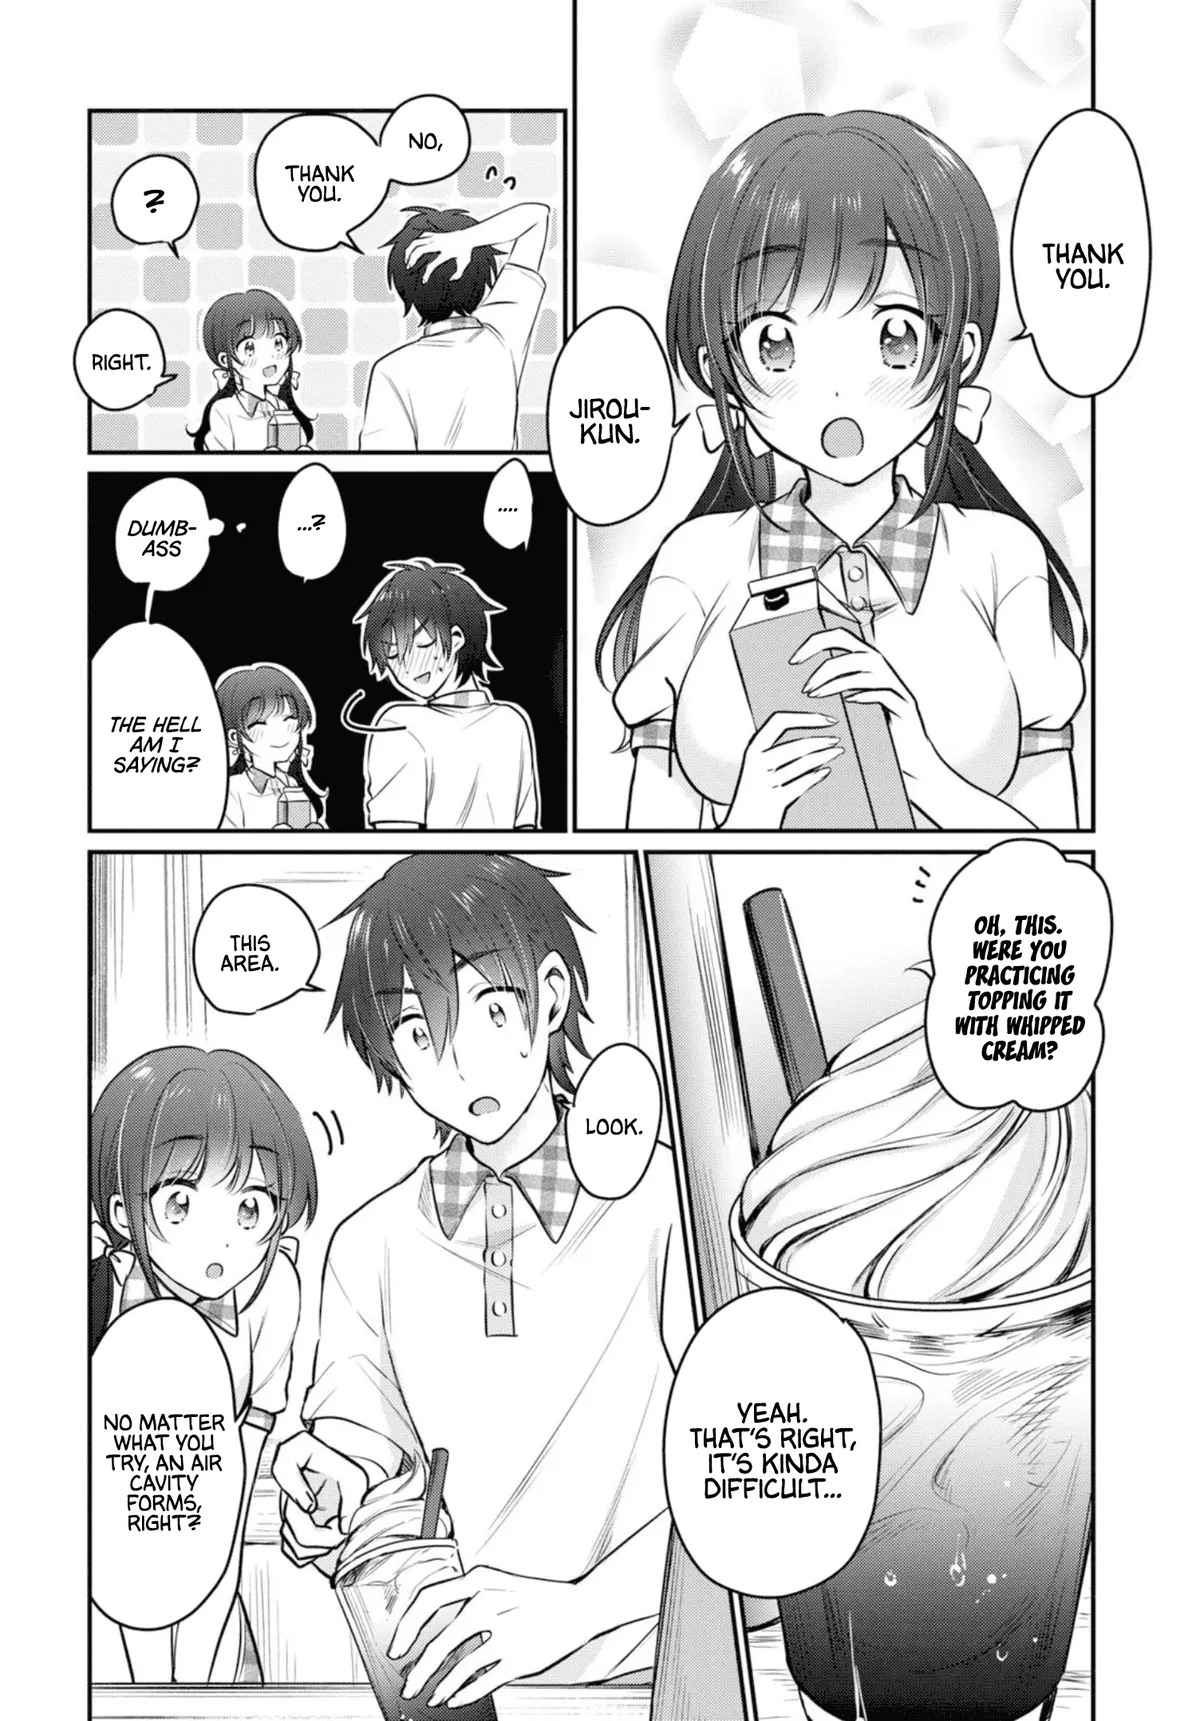 THANK
YOU.
JIROU-
KUN.
NO,
THANK
YOU.
?
RIGHT.
....
...?
DUMB-
ASS
THE HELL
AM I
SAYING?
OH, THIS.
WERE YOU
PRACTICING
TOPPING IT
WITH WHIPPED
CREAM?
YEAH.
THAT'S RIGHT,
IT'S KINDA
DIFFICULT...
LOOK.
THIS
AREA.
NO MATTER
WHAT YOU
TRY, AN AIR
CAVITY
FORMS,
RIGHT?